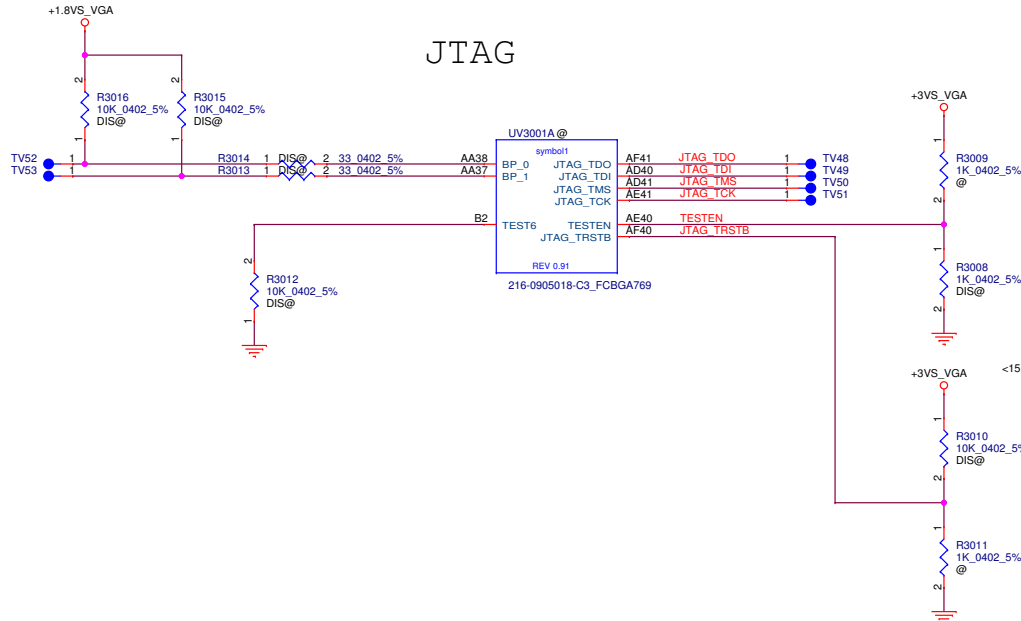 +1.8VS_VGA
JTAG
2
2
R3016
10K_0402_5%
DIS@
1
R3015
10K_0402_5%
DIS@
1
+3VS_VGA
1
R3009
1K_0402_5%
@
2
UV3001A @
symbol1
TV52 1 R3014 1 DIS@ 2 33_0402_5% AA38 BP_0 JTAG_TDO AF41 JTAG_TDO 1 TV48
TV53 1 R3013 1 DIS@ 2 33_0402_5% AA37 BP_1 JTAG_TDI AD40 JTAG_TDI 1 TV49
JTAG_TMS AD41 JTAG_TMS 1 TV50
JTAG_TCK AE41 JTAG_TCK 1 TV51
B2 TEST6 TESTEN AE40 TESTEN
JTAG_TRSTB AF40 JTAG_TRSTB
REV 0.91
216-0905018-C3_FCBGA769
2
R3012
10K_0402_5%
DIS@
1
1
R3008
1K_0402_5%
DIS@
2
+3VS_VGA
<15
1
R3010
10K_0402_5%
DIS@
2
1
R3011
1K_0402_5%
@
2